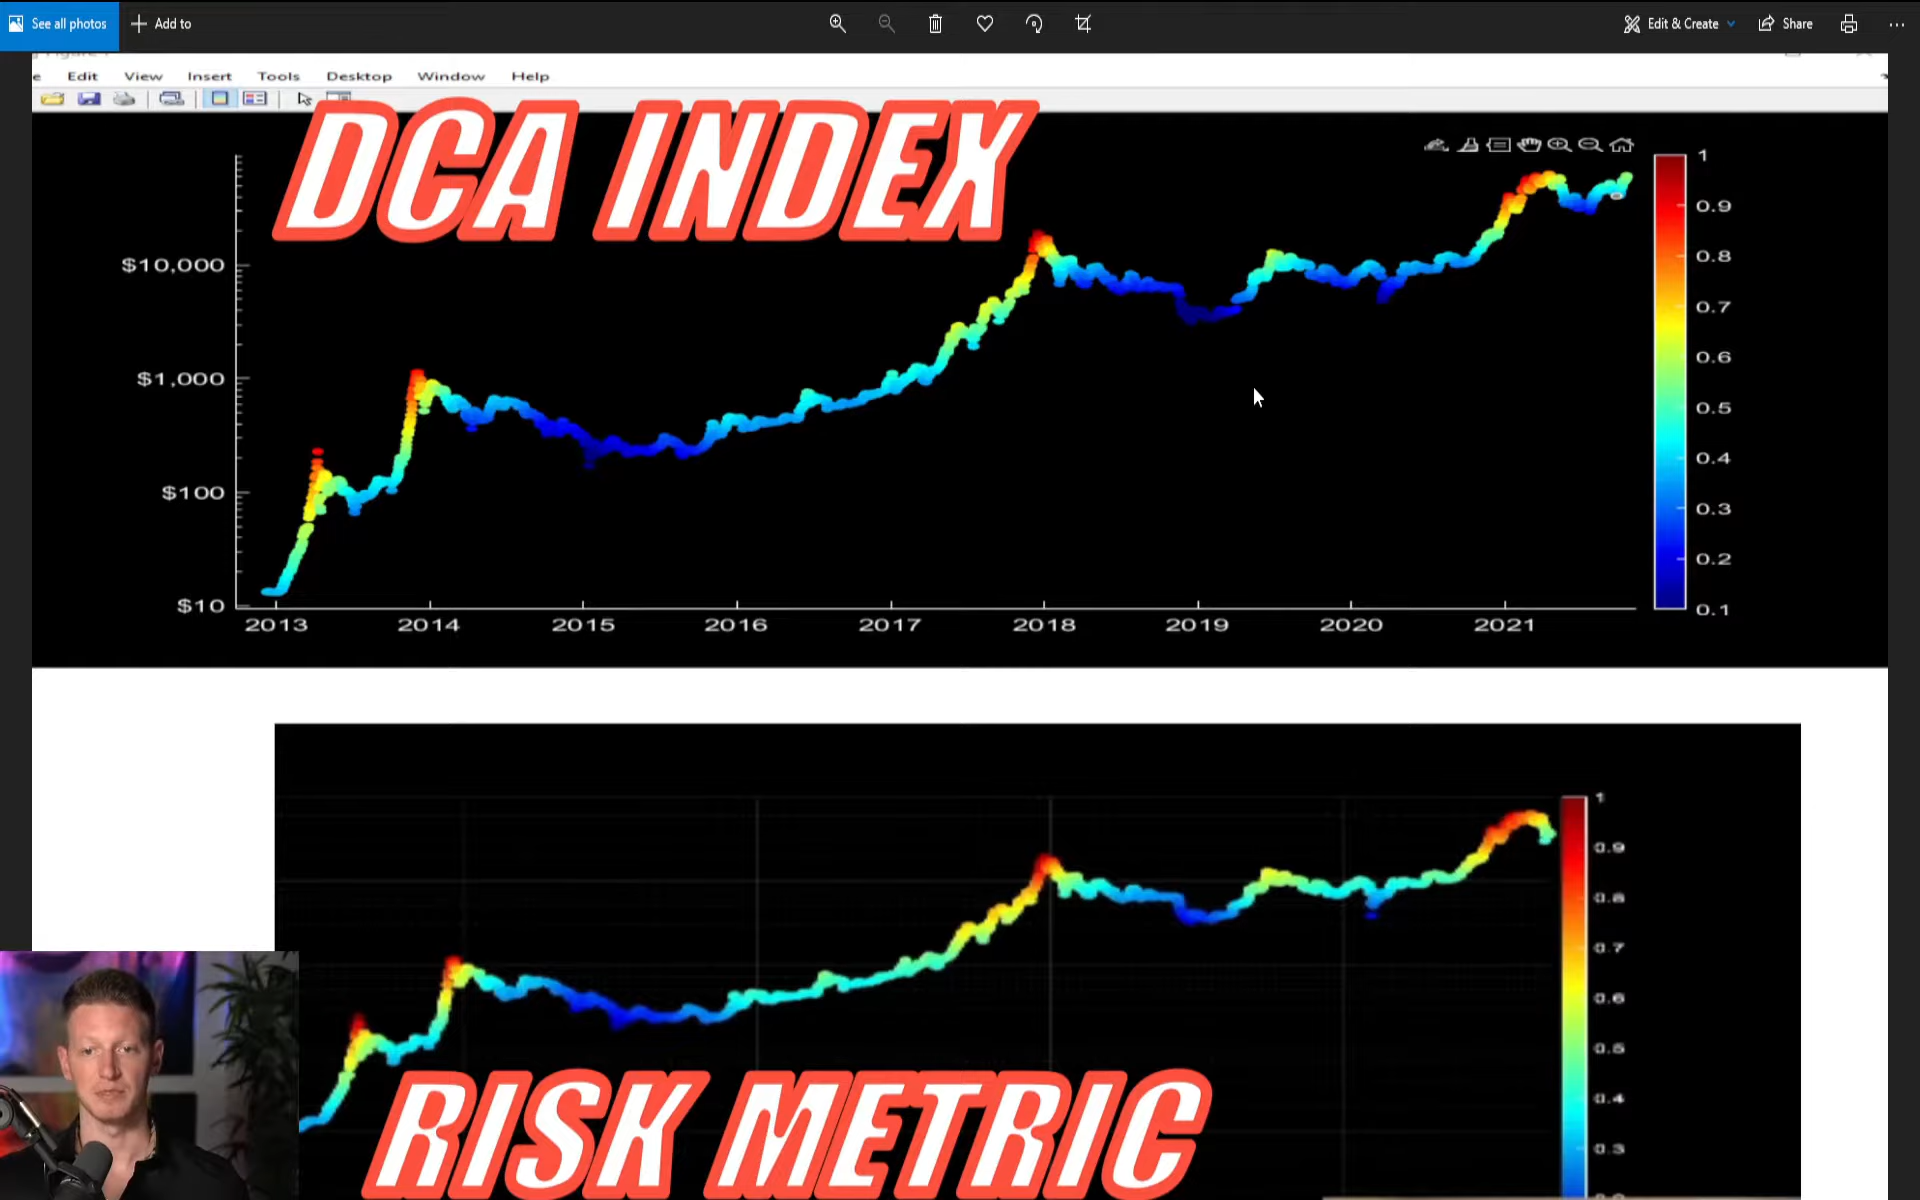 See all photos
Add to
Edit & Create
Share
e Edit View Insert Tools Desktop Window Help
DCA INDEX
$10,000
$1,000
$100
$10
2013 2014 2015 2016 2017 2018 2019 2020 2021
1
0.9
0.8
0.7
0.6
0.5
0.4
0.3
0.2
0.1
1
0.9
0.8
0.7
0.6
0.5
0.4
0.3
RISK METRIC